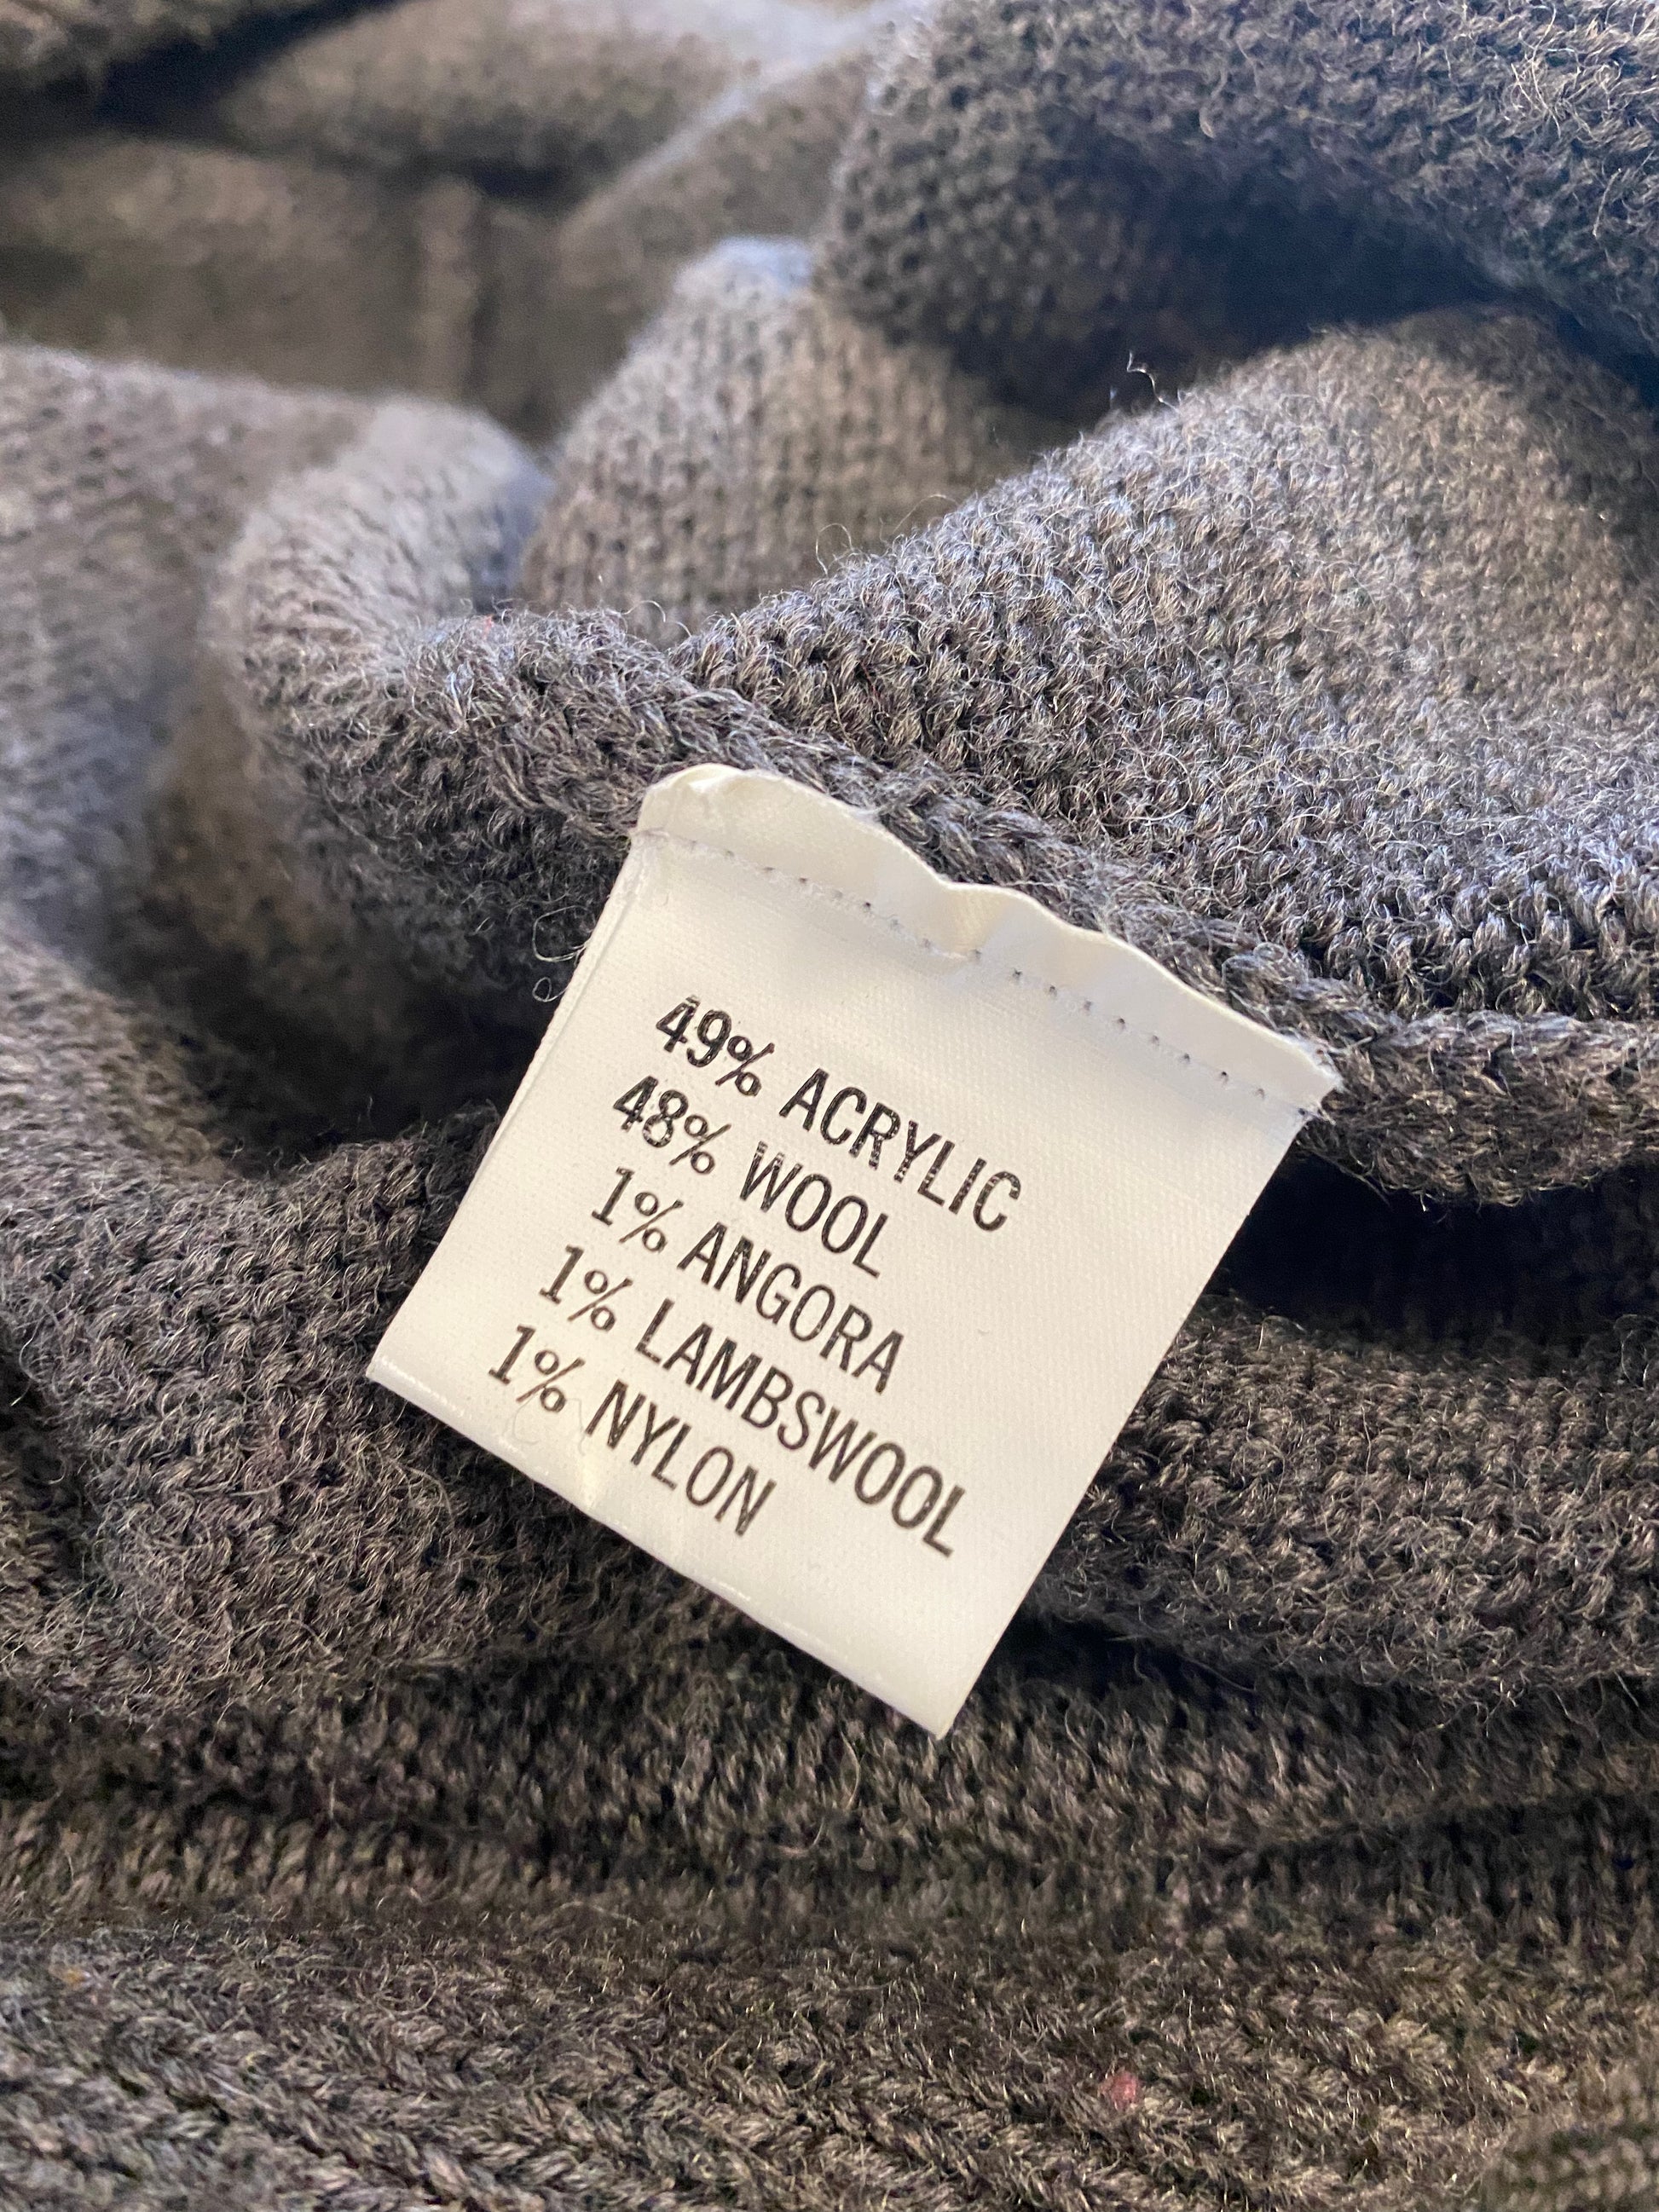 49% ACRYLIC
48% WOOL
1% ANGORA
1% LAMBSWOOL
1% NYLON